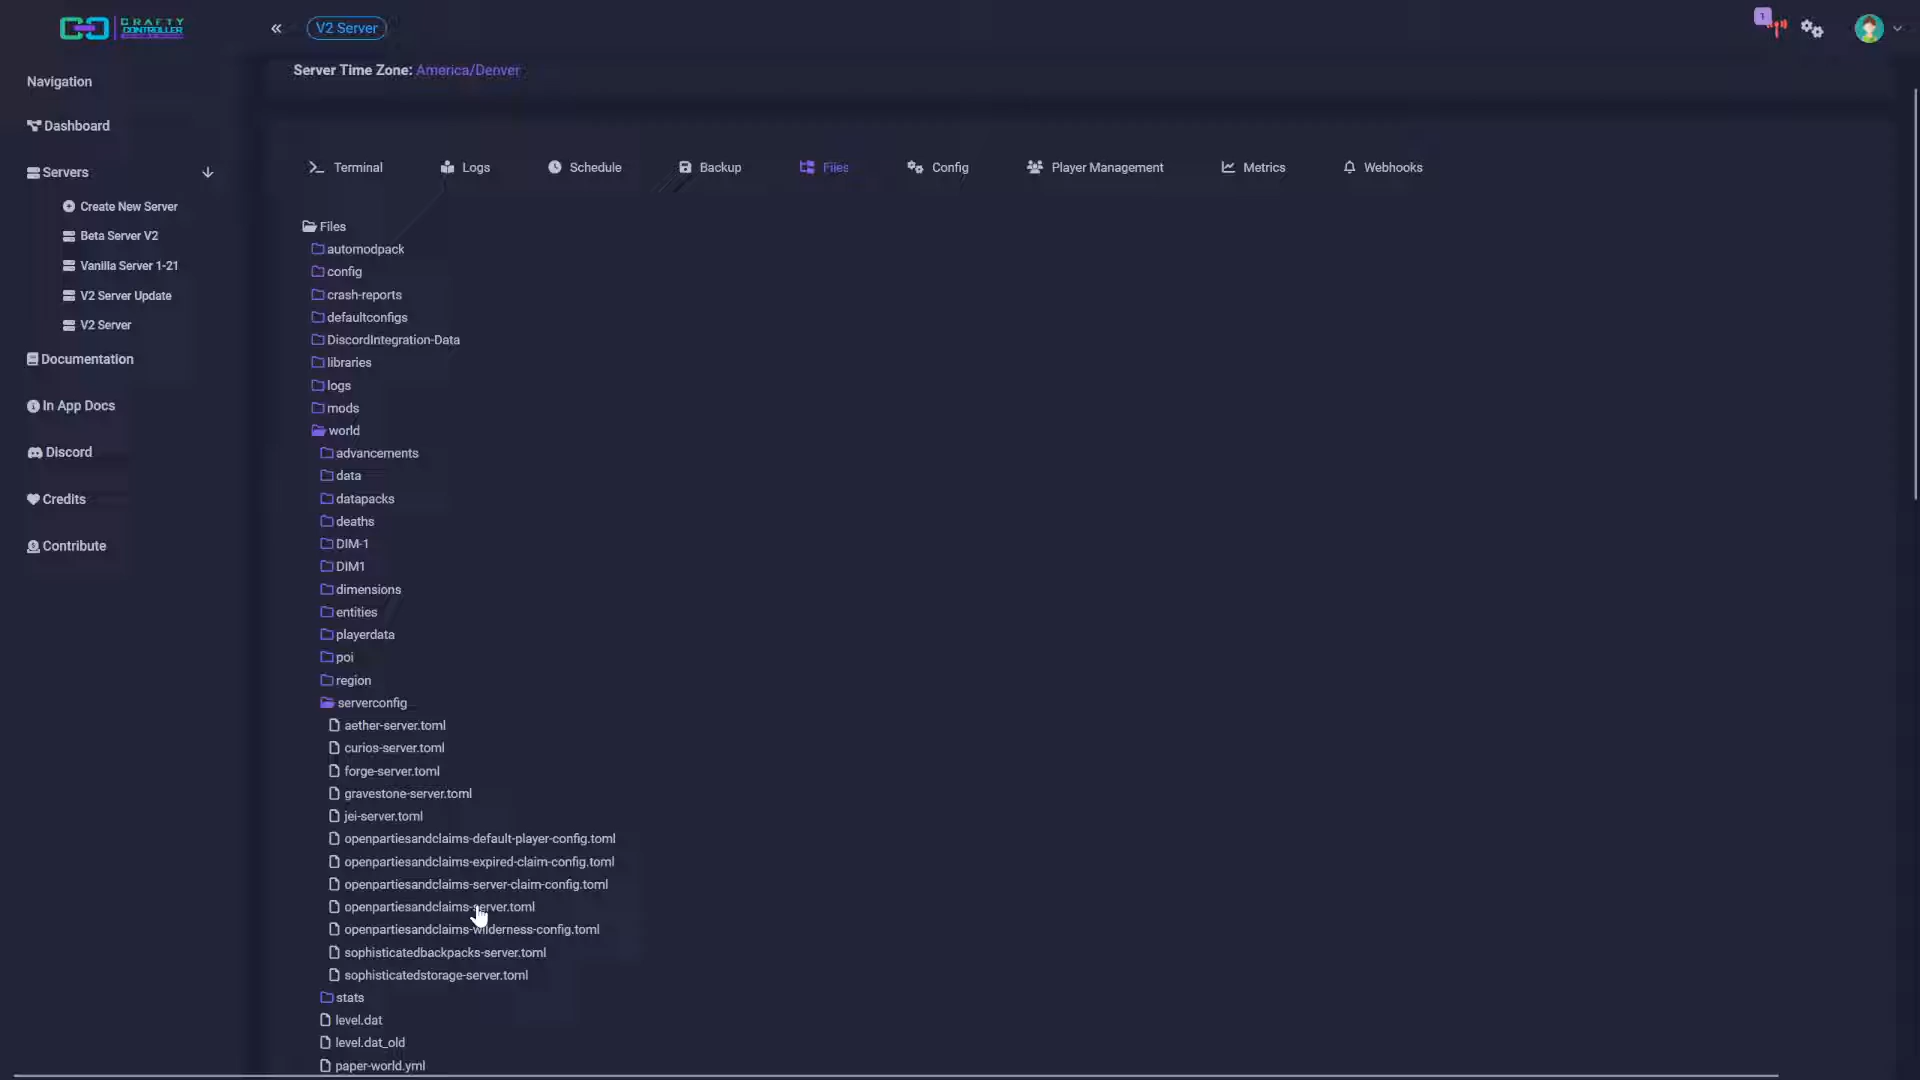 CRAFTY
CONTROLLER
V2 Server
1
Server Time Zone: America/Denver
Navigation
Dashboard
Servers
Create New Server
Beta Server V2
Vanilla Server 1-21
V2 Server Update
V2 Server
Documentation
In App Docs
Discord
Credits
Contribute
Terminal
Logs
Schedule
Backup
Files
Config
Player Management
Metrics
Webhooks
Files
automodpack
config
crash-reports
defaultconfigs
DiscordIntegration-Data
libraries
logs
mods
world
advancements
data
datapacks
deaths
DIM-1
DIM1
dimensions
entities
playerdata
poi
region
serverconfig
aether-server.toml
curios-server.toml
forge-server.toml
gravestone-server.toml
jei-server.toml
openpartiesandclaims-default-player-config.toml
openpartiesandclaims-expired-claim-config.toml
openpartiesandclaims-server-claim-config.toml
openpartiesandclaims-server.toml
openpartiesandclaims-wilderness-config.toml
sophisticatedbackpacks-server.toml
sophisticatedstorage-server.toml
stats
level.dat
level.dat_old
paper-world.yml